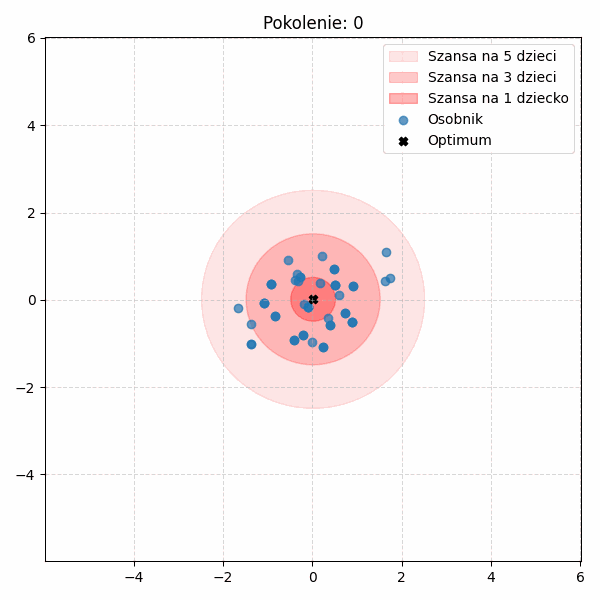 Pokolenie: 0
Szansa na 5 dzieci
Szansa na 3 dzieci
Szansa na 1 dziecko
Osobnik
Optimum
6
4
2
0
−2
−4
−4 −2 0 2 4 6